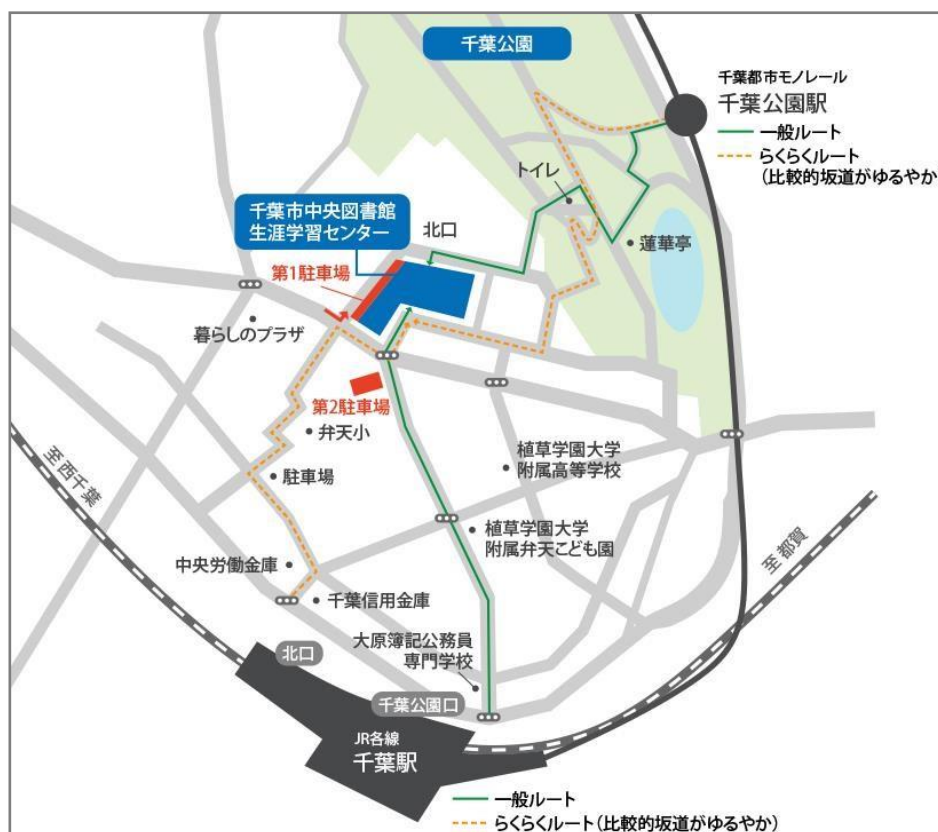 千葉公園
千葉都市モノレール
千葉公園駅
一般ルート
らくらくルート
(比較的坂道がゆるやか
トイレ
千葉市中央図書館
生涯学習センター
北口
蓮華亭
第1駐車場
暮らしのプラザ
第2駐車場
弁天小
植草学園大学
附属高等学校
至西千葉
駐車場
植草学園大学
附属弁天こども園
至都賀
中央労働金庫
千葉信用金庫
大原簿記公務員
専門学校
北口
千葉公園口
JR各線
千葉駅
一般ルート
らくらくルート(比較的坂道がゆるやか)